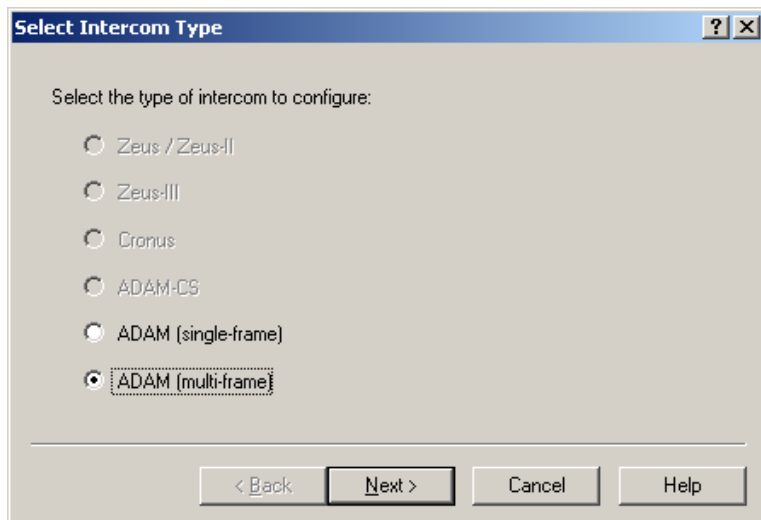 Select Intercom Type
Select the type of intercom to configure:
Zeus / Zeus-II
Zeus-III
Cronus
ADAM-CS
ADAM (single-frame)
ADAM (multi-frame)
< Back Next > Cancel Help